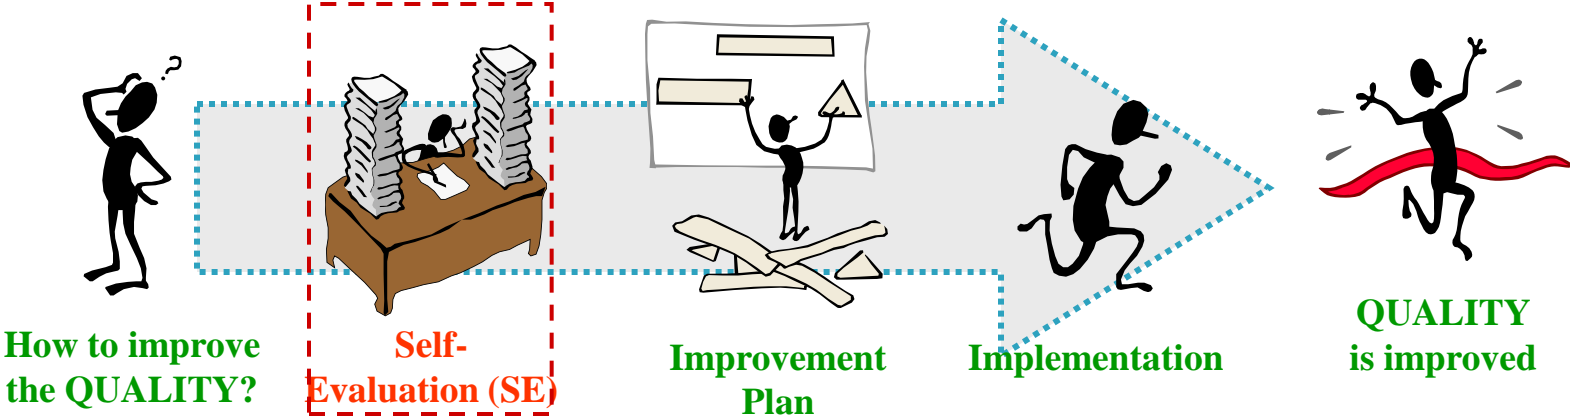 ?
How to improve
the QUALITY?
Self-
Evaluation (SE)
Improvement
Plan
Implementation
QUALITY
is improved